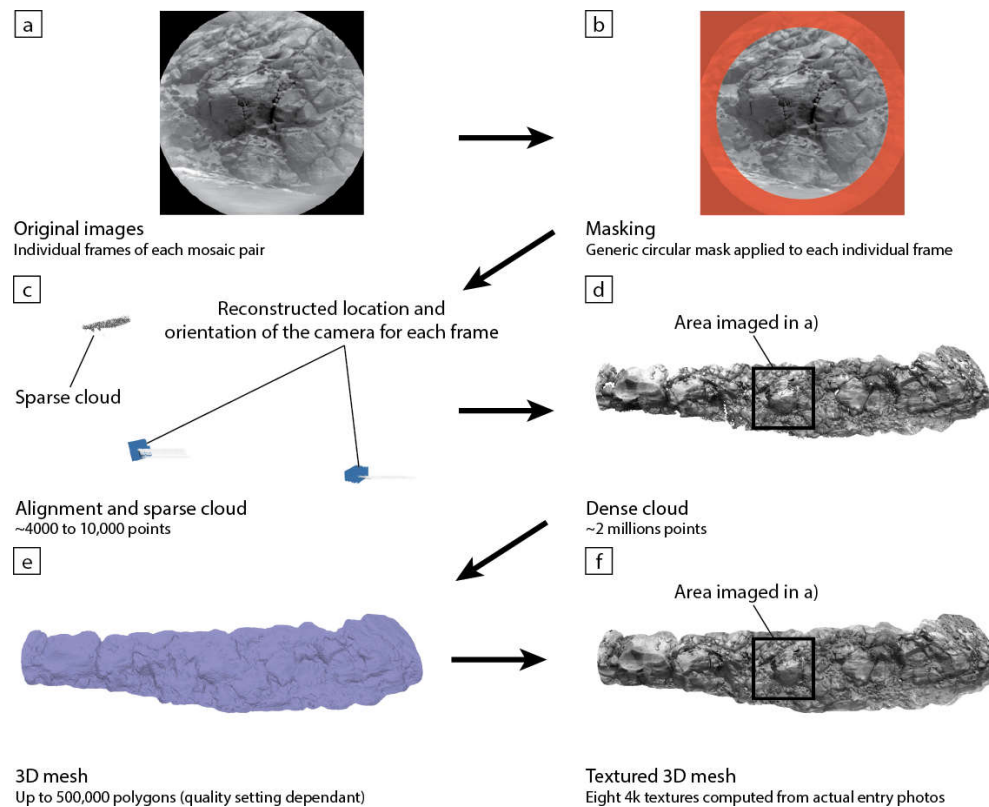 a
Original images
Individual frames of each mosaic pair
b
Masking
Generic circular mask applied to each individual frame
c
Reconstructed location and
orientation of the camera for each frame
Sparse cloud
Alignment and sparse cloud
~4000 to 10,000 points
d
Area imaged in a)
Dense cloud
~2 millions points
e
3D mesh
Up to 500,000 polygons (quality setting dependant)
f
Area imaged in a)
Textured 3D mesh
Eight 4k textures computed from actual entry photos